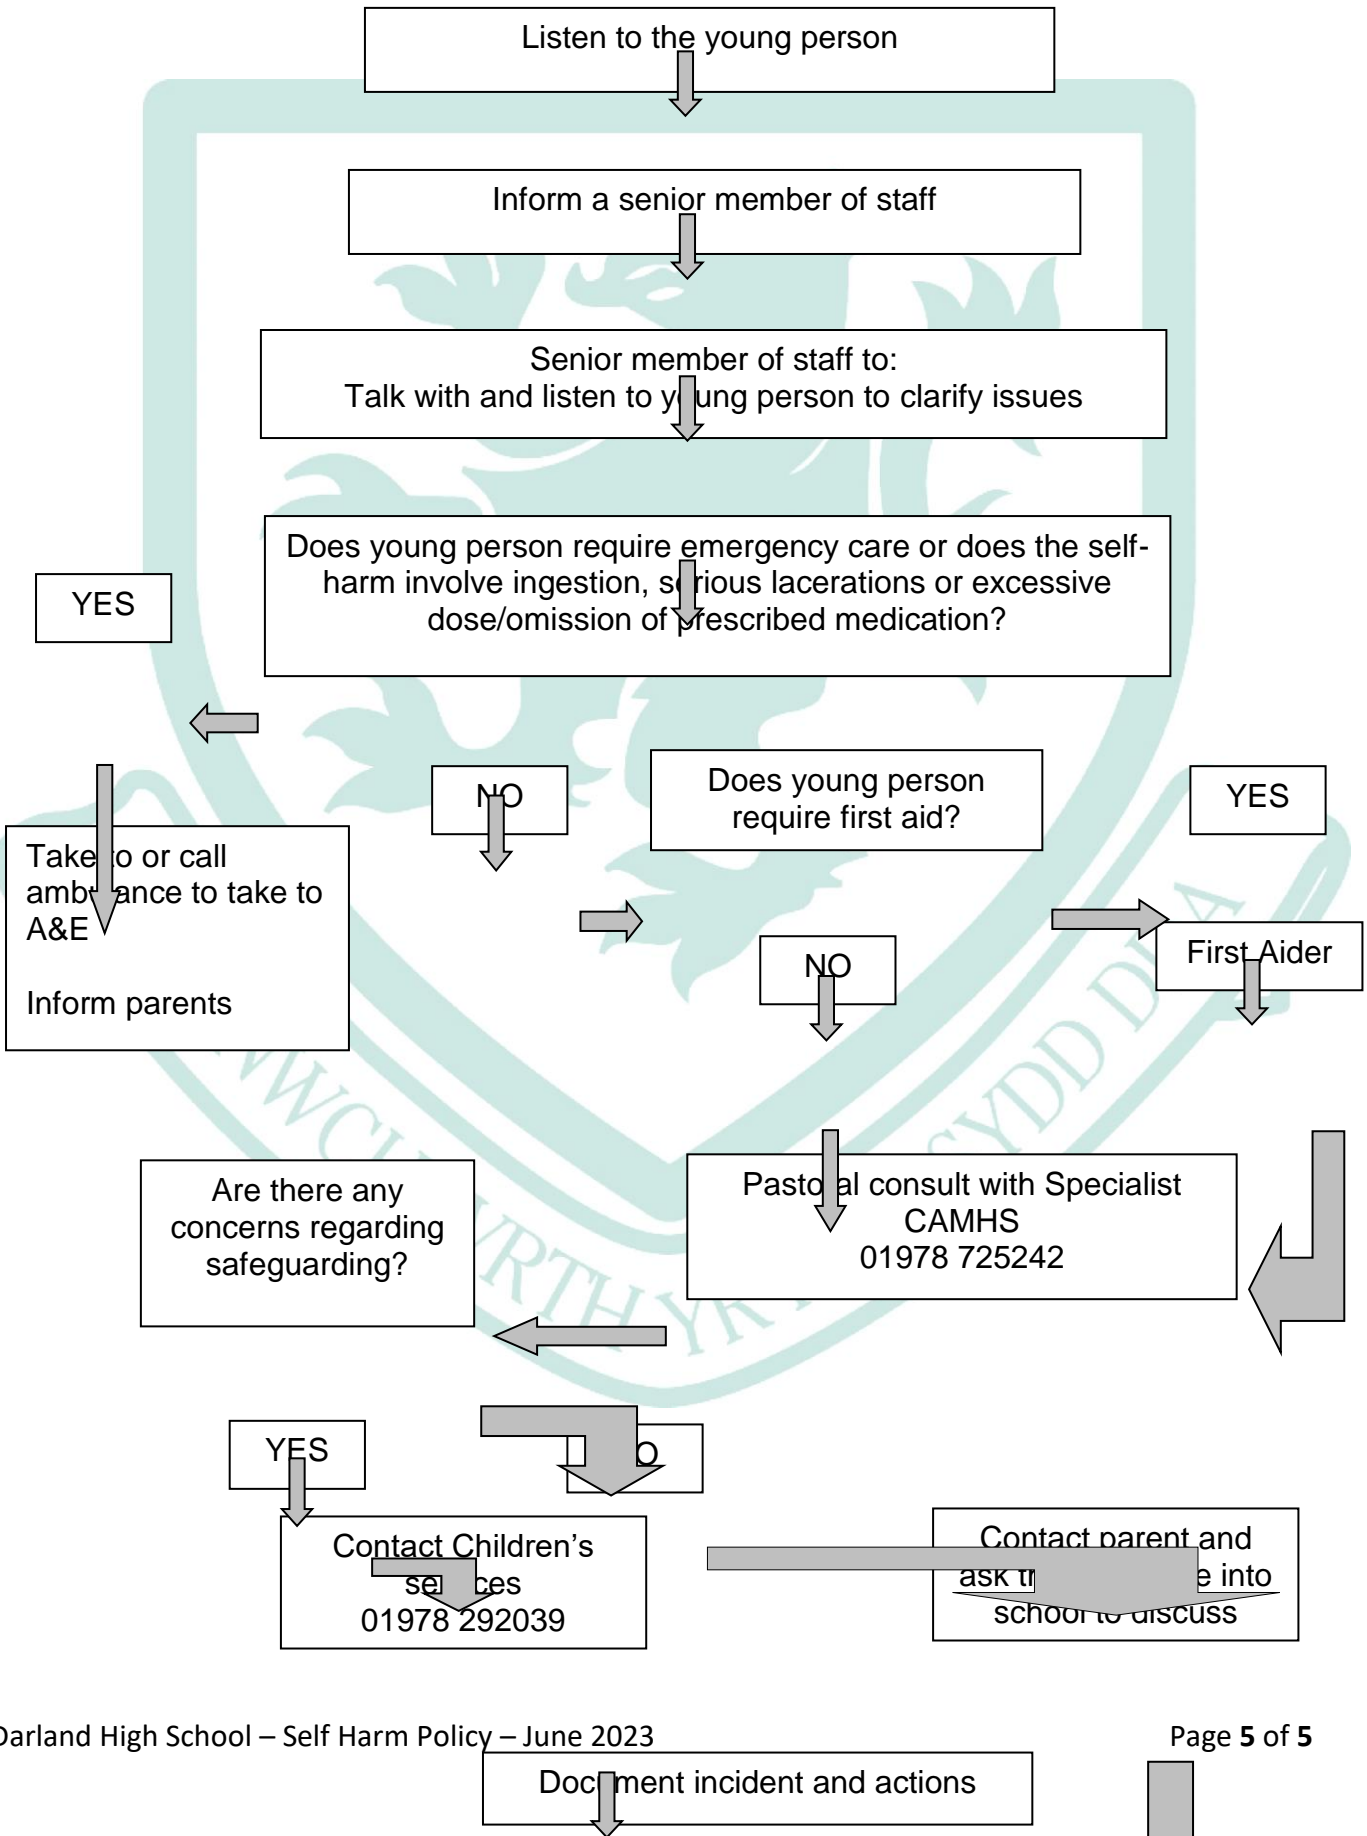 Listen to the young person
Inform a senior member of staff
Senior member of staff to:
Talk with and listen to young person to clarify issues
Does young person require emergency care or does the self-
harm involve ingestion, serious lacerations or excessive
dose/omission of prescribed medication?
YES
NO
Does young person
require first aid?
YES
Take to or call
ambulance to take to
A&E
Inform parents
NO
First Aider
Are there any
concerns regarding
safeguarding?
Pastoral consult with Specialist
CAMHS
01978 725242
YRTH YR
YES
Contact Children's
services
01978 292039
Contact parent and
ask into
school to discuss
Darland High School – Self Harm Policy – June 2023
Page 5 of 5
Document incident and actions